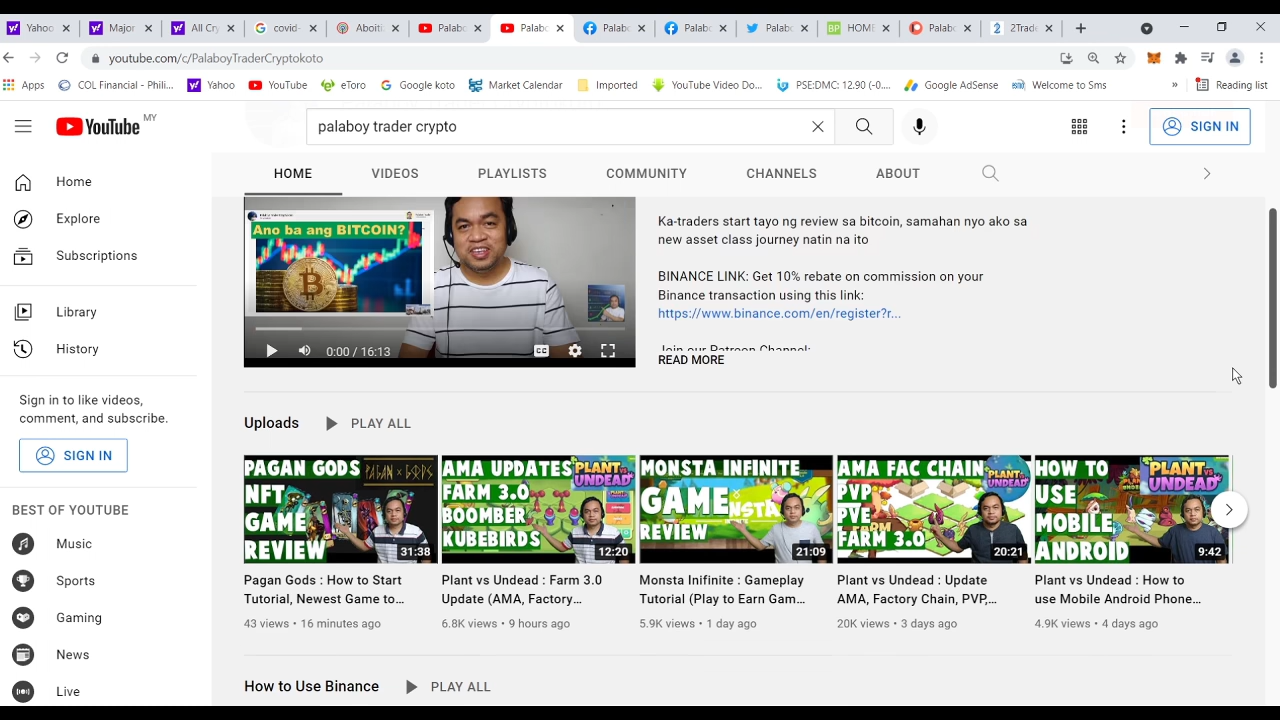 Yahoo
Majo
All Cry
covid-
Aboiti
Palabo
Palabo
Palabo
Palabo
Palabo
HOME
Palabo
2Trade
youtube.com/c/PalaboyTraderCryptokoto
Apps
COL Financial - Phili...
Yahoo
YouTube
eToro
Google koto
Market Calendar
Imported
YouTube Video Do...
PSE:DMC: 12.90 (-0....
Google AdSense
Welcome to Sms
»
Reading list
YouTube MY
palaboy trader crypto
SIGN IN
HOME
VIDEOS
PLAYLISTS
COMMUNITY
CHANNELS
ABOUT
Home
Explore
Subscriptions
Library
History
Sign in to like videos,
comment, and subscribe.
SIGN IN
BEST OF YOUTUBE
Music
Sports
Gaming
News
Live
Ano ba ang BITCOIN?
0:00 / 16:13
CC
Ka-traders start tayo ng review sa bitcoin, samahan nyo ako sa
new asset class journey natin na ito
BINANCE LINK: Get 10% rebate on commission on your
Binance transaction using this link:
https://www.binance.com/en/register?r...
Join our Patreon Channel:
READ MORE
Uploads
PLAY ALL
PAGAN GODS
NFT
GAME
REVIEW
PAGAN GODS
31:38
Pagan Gods : How to Start
Tutorial, Newest Game to...
43 views • 16 minutes ago
AMA UPDATES
FARM 3.0
BOOMBER
KUBEBIRDS
PLANT
UNDEAD
12:20
Plant vs Undead : Farm 3.0
Update (AMA, Factory...
6.8K views • 9 hours ago
MONSTA INFINITE
GAME
REVIEW
21:09
Monsta Inifinite : Gameplay
Tutorial (Play to Earn Gam...
5.9K views • 1 day ago
AMA FAC CHAIN
PVP
PVE
FARM 3.0
PLANT
UNDEAD
20:21
Plant vs Undead : Update
AMA, Factory Chain, PVP,...
20K views • 3 days ago
HOW TO
USE
MOBILE
ANDROID
PLANT
UNDEAD
9:42
Plant vs Undead : How to
use Mobile Android Phone...
4.9K views • 4 days ago
How to Use Binance
PLAY ALL